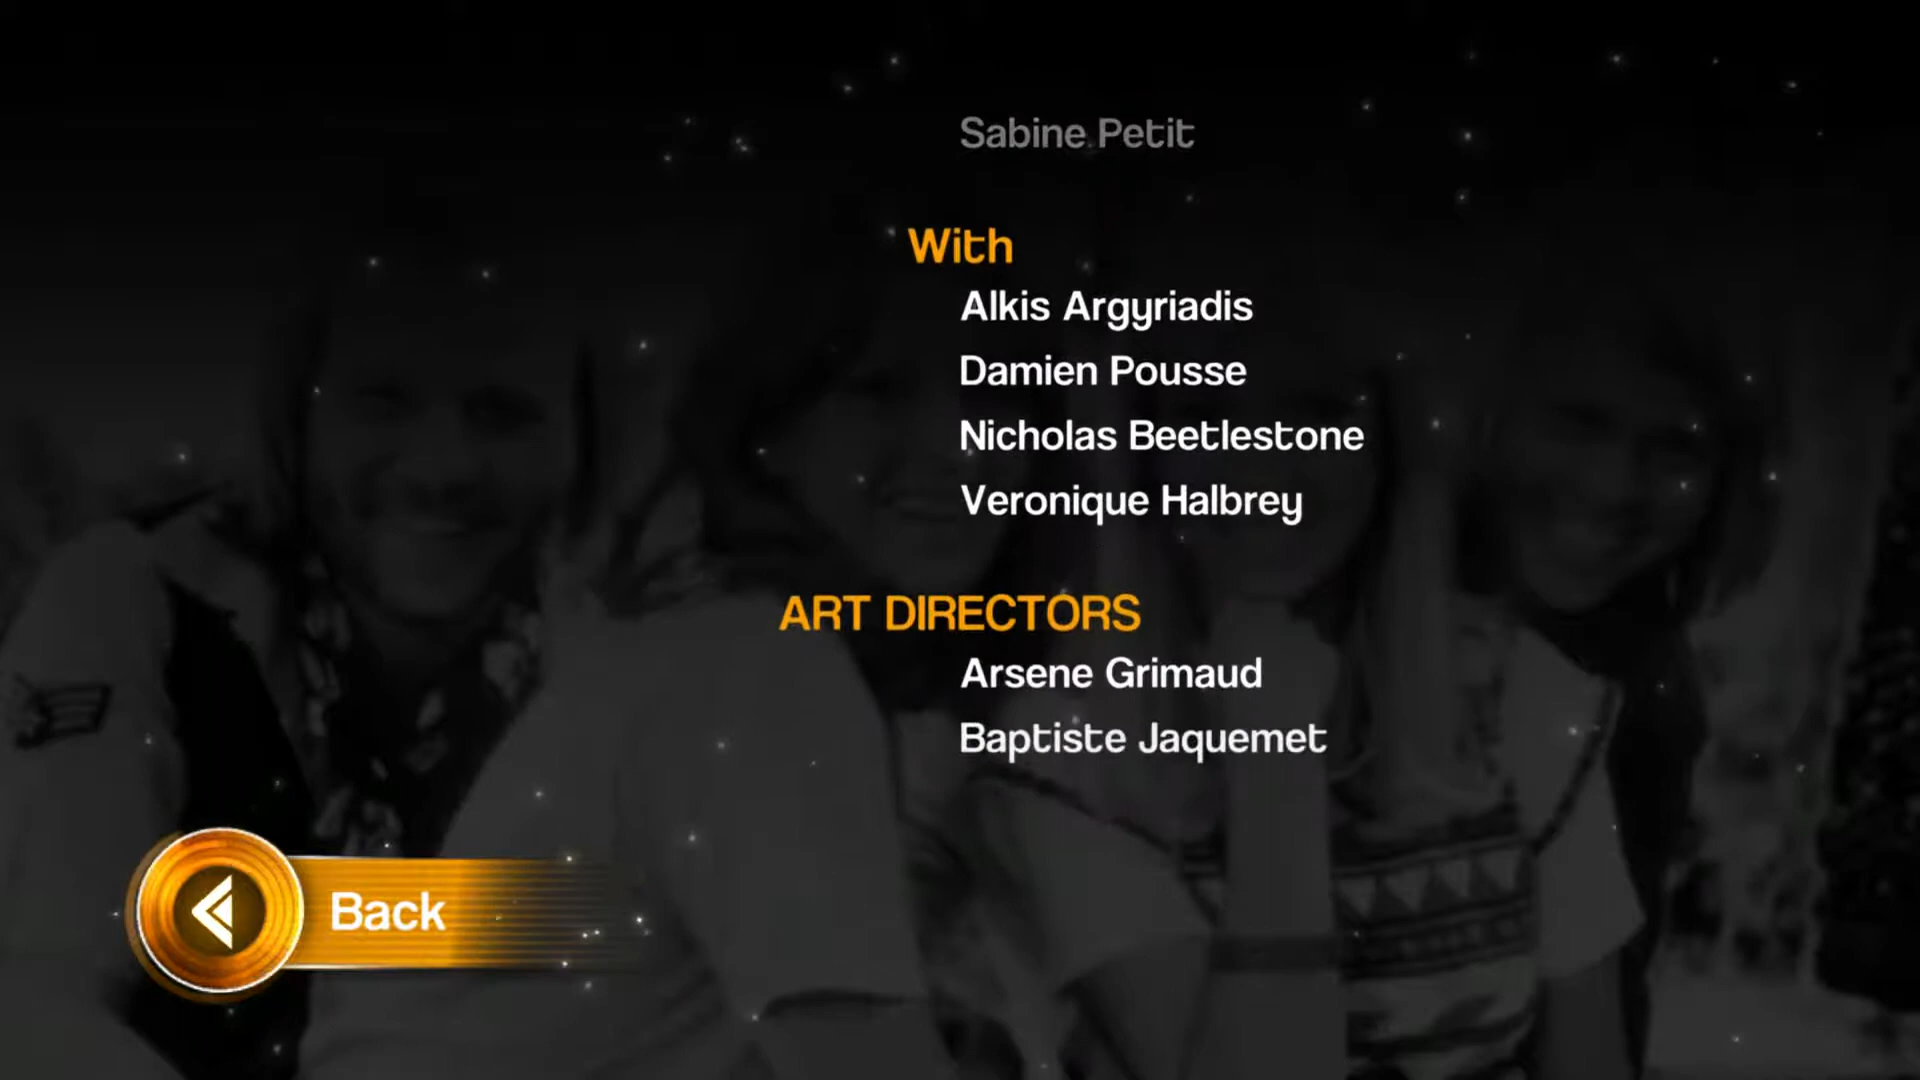 Sabine Petit
With
Alkis Argyriadis
Damien Pousse
Nicholas Beetlestone
Veronique Halbrey
ART DIRECTORS
Arsene Grimaud
Baptiste Jaquemet
Back